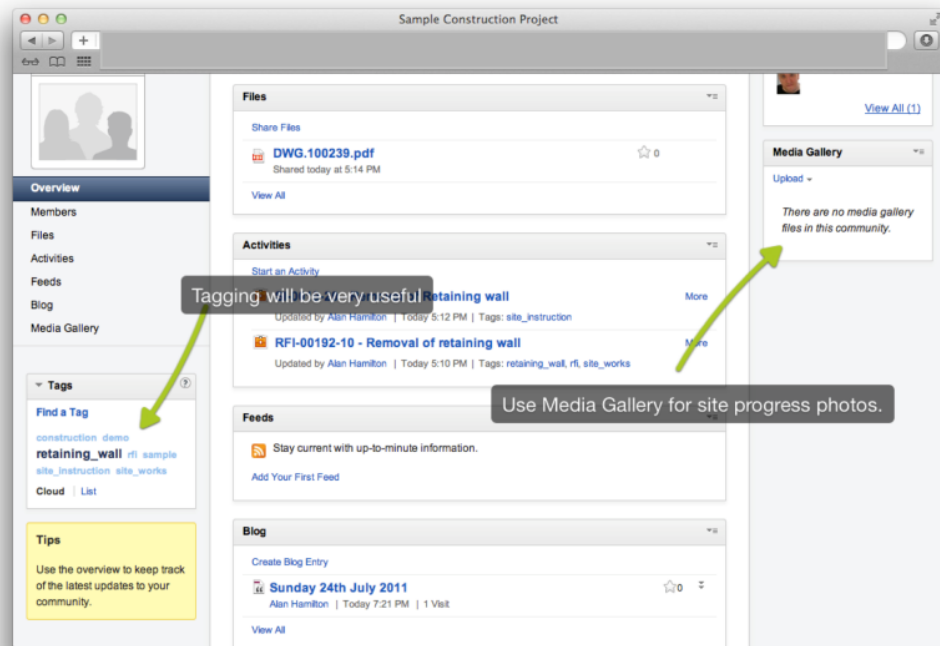 Sample Construction Project
Overview
Members
Files
Activities
Feeds
Blog
Media Gallery
Tags
Find a Tag
construction demo
retaining_wall rfi sample
site_instruction site_works
Cloud | List
Tips
Use the overview to keep track
of the latest updates to your
community.
Files
Share Files
DWG.100239.pdf
0
Shared today at 5:14 PM
View All
Activities
Start an Activity
Tagging will be very useful
Retaining wall
More
Updated by Alan Hamilton | Today 5:12 PM | Tags: site_instruction
RFI-00192-10 - Removal of retaining wall
More
Updated by Alan Hamilton | Today 5:10 PM | Tags: retaining_wall, rfi, site_works
Use Media Gallery for site progress photos.
Feeds
Stay current with up-to-minute information.
Add Your First Feed
Blog
Create Blog Entry
Sunday 24th July 2011
0
Alan Hamilton | Today 7:21 PM | 1 Visit
View All
View All (1)
Media Gallery
Upload
There are no media gallery
files in this community.